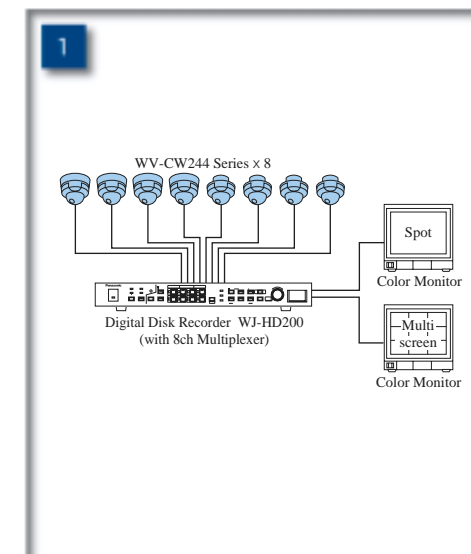 1
WV-CW244 Series x 8
Panasonic
Spot
Color Monitor
Digital Disk Recorder WJ-HD200
(with 8ch Multiplexer)
Multi
screen
Color Monitor